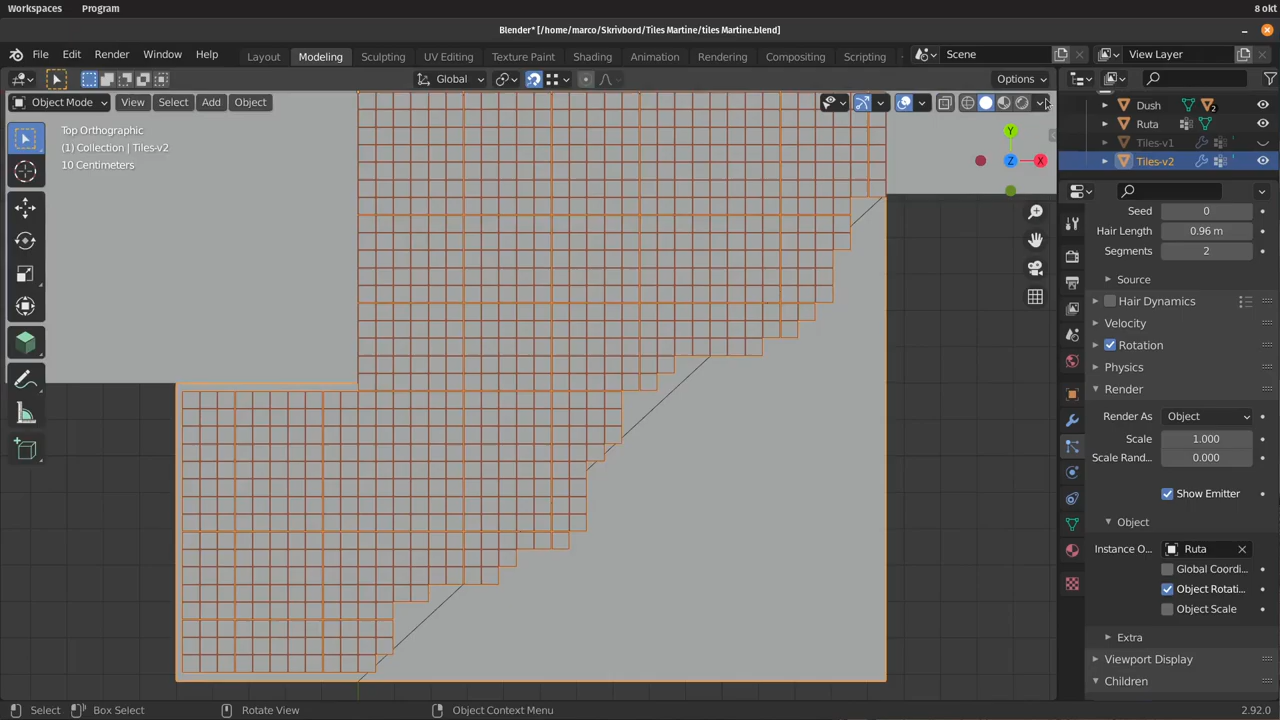 Workspaces Program 8 okt
Blender* [/home/marco/Skrivbord/Tiles Martine/tiles Martine.blend]
File Edit Render Window Help Layout Modeling Sculpting UV Editing Texture Paint Shading Animation Rendering Compositing Scripting Scene View Layer
Global Options
Object Mode View Select Add Object
Top Orthographic
(1) Collection | Tiles-v2
10 Centimeters
Y
Z X
Dush 2
Ruta
Tiles-v1
Tiles-v2
Seed 0
Hair Length 0.96 m
Segments 2
Source
Hair Dynamics
Velocity
Rotation
Physics
Render
Render As Object
Scale 1.000
Scale Rand... 0.000
Show Emitter
Object
Instance O... Ruta
Global Coordi...
Object Rotati...
Object Scale
Extra
Viewport Display
Children
Select Box Select Rotate View Object Context Menu 2.92.0